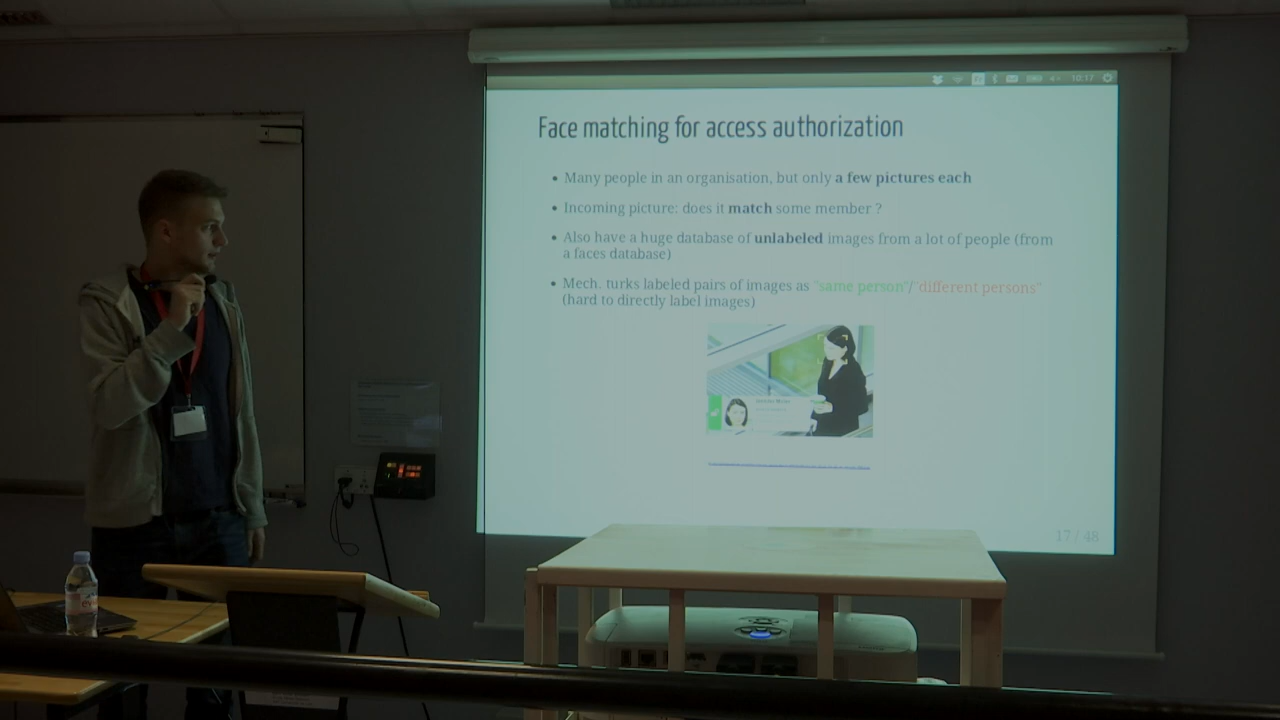 10:17
Face matching for access authorization
• Many people in an organisation, but only a few pictures each
• Incoming picture: does it match some member ?
• Also have a huge database of unlabeled images from a lot of people (from
a faces database)
• Mech. turks labeled pairs of images as "same person"/"different persons"
(hard to directly label images)
17 / 48